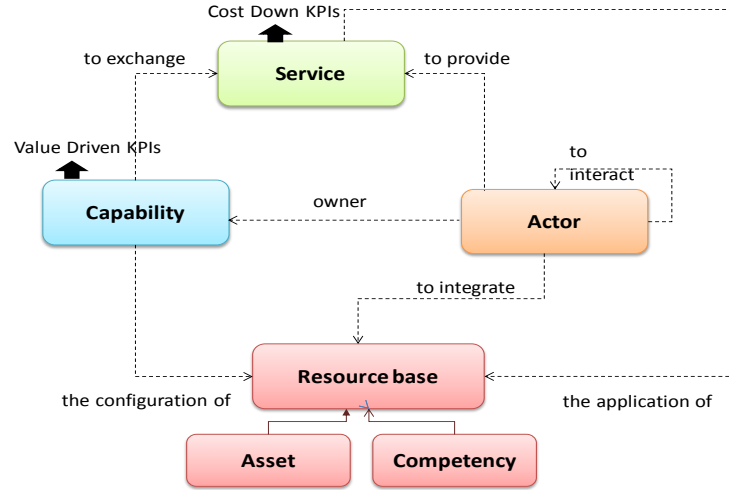 Cost Down KPIs
to exchange
Service
to provide
Value Driven KPIs
to
interact
Capability
owner
Actor
to integrate
Resource base
the configuration of
the application of
Asset
Competency